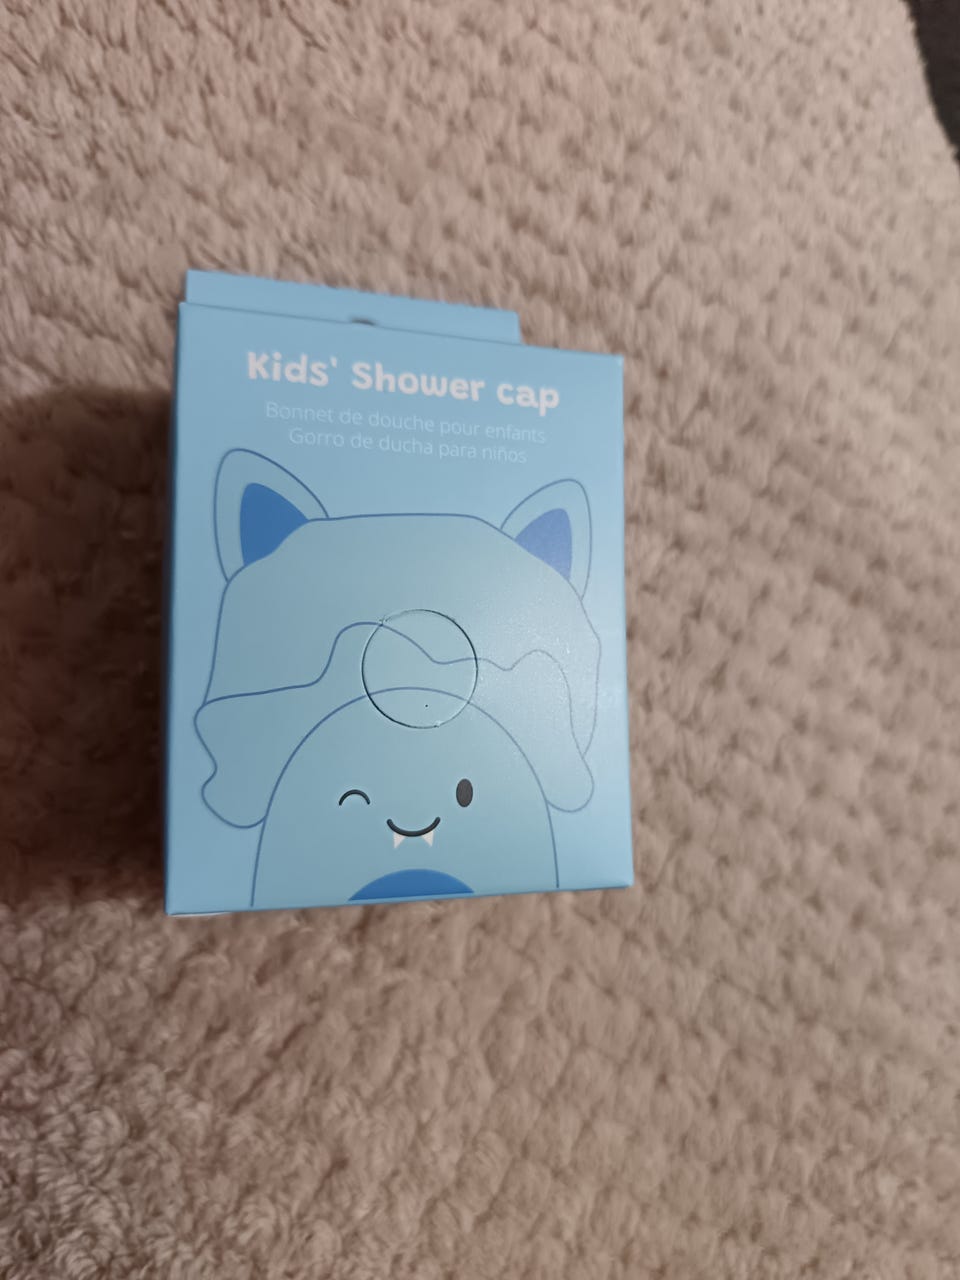 Kids' Shower cap
Bonnet de douche pour enfants
Gorro de ducha para niños